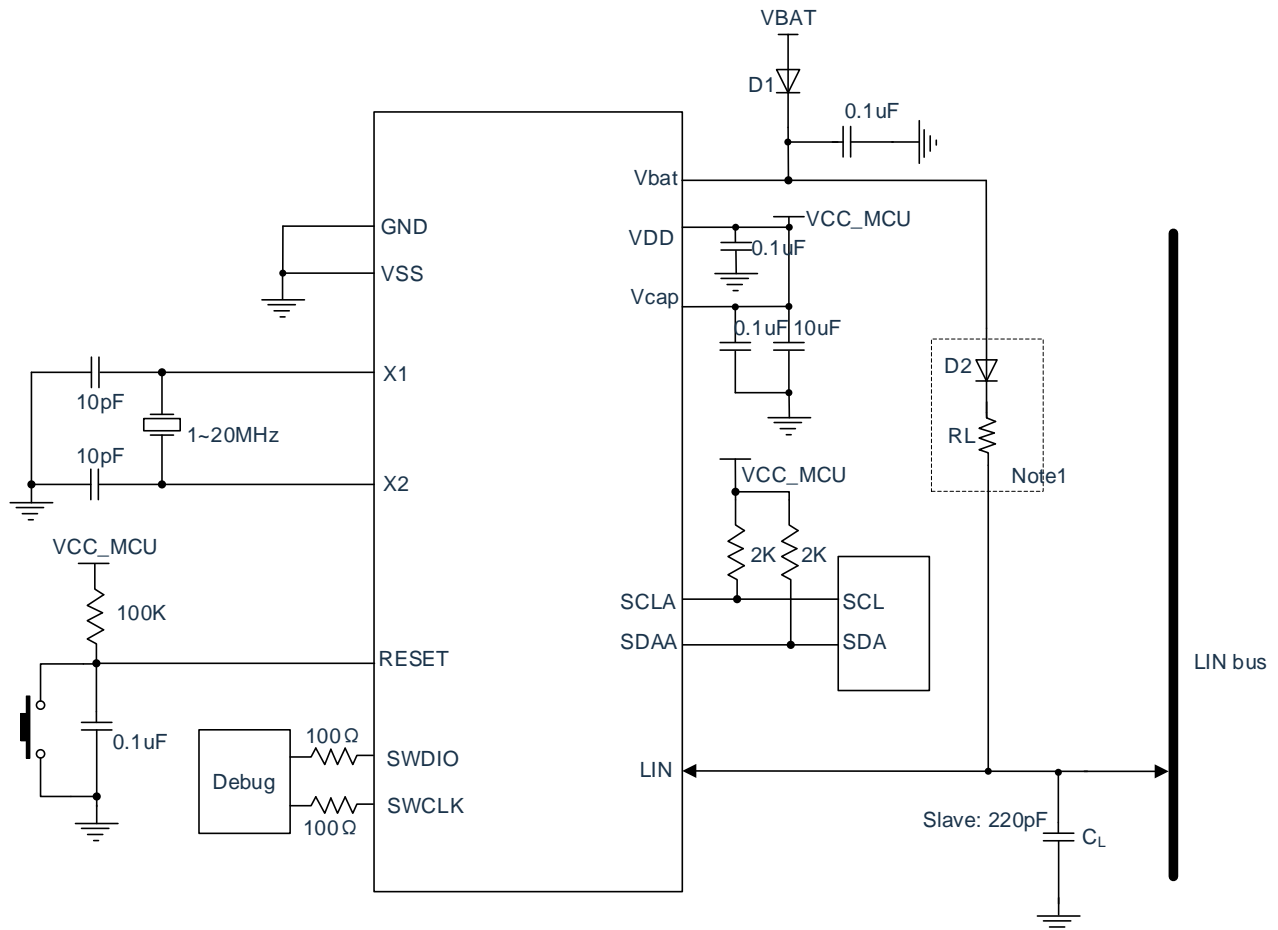 VBAT
D1
0.1uF
Vbat
GND
VCC_MCU
VDD
0.1uF
VSS
Vcap
0.1uF 10uF
X1
D2
10pF
1~20MHz
RL
10pF
X2
VCC_MCU
Note1
VCC_MCU
2K 2K
100K
SCLA
SCL
SDAA
SDA
RESET
LIN bus
100Ω
0.1uF
Debug
SWDIO
LIN
SWCLK
100Ω
Slave: 220pF
CL